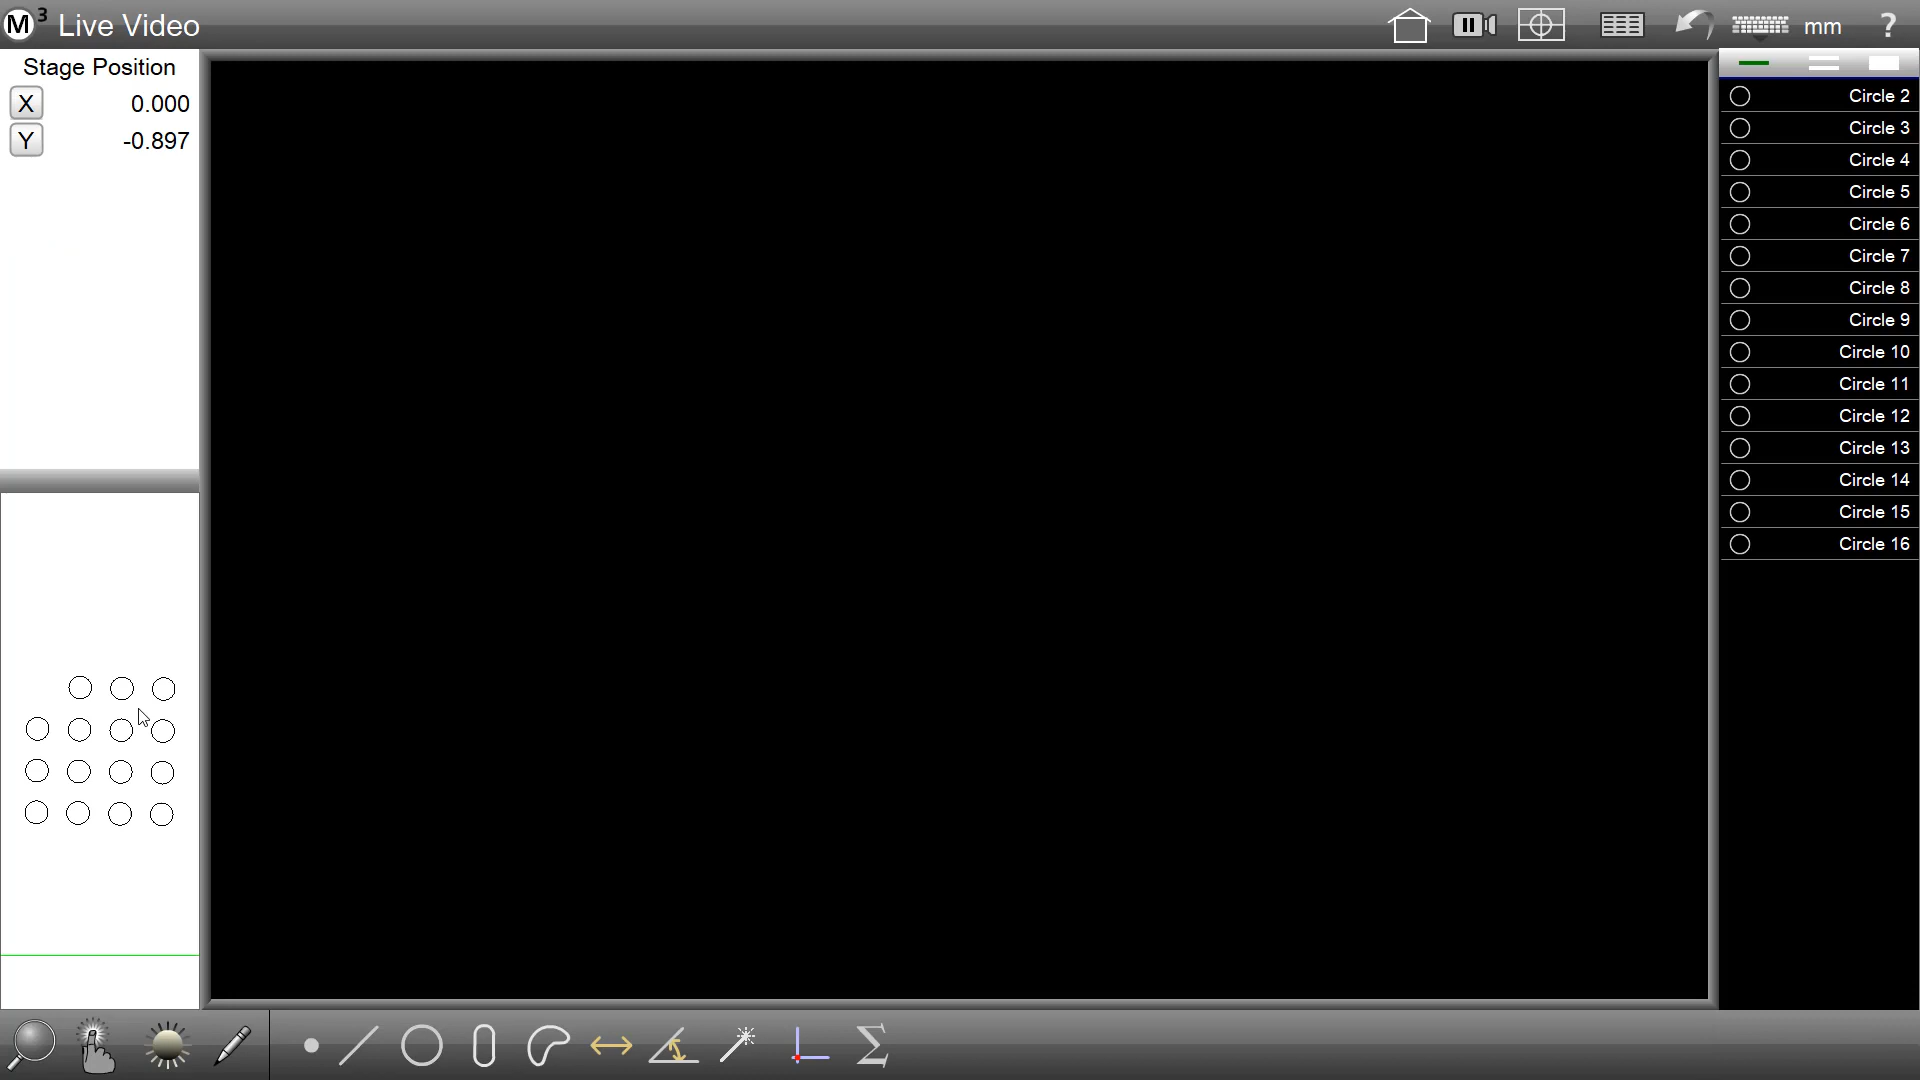 M3 Live Video
mm ?
Stage Position
X 0.000
Y -0.897
Circle 2
Circle 3
Circle 4
Circle 5
Circle 6
Circle 7
Circle 8
Circle 9
Circle 10
Circle 11
Circle 12
Circle 13
Circle 14
Circle 15
Circle 16
Σ